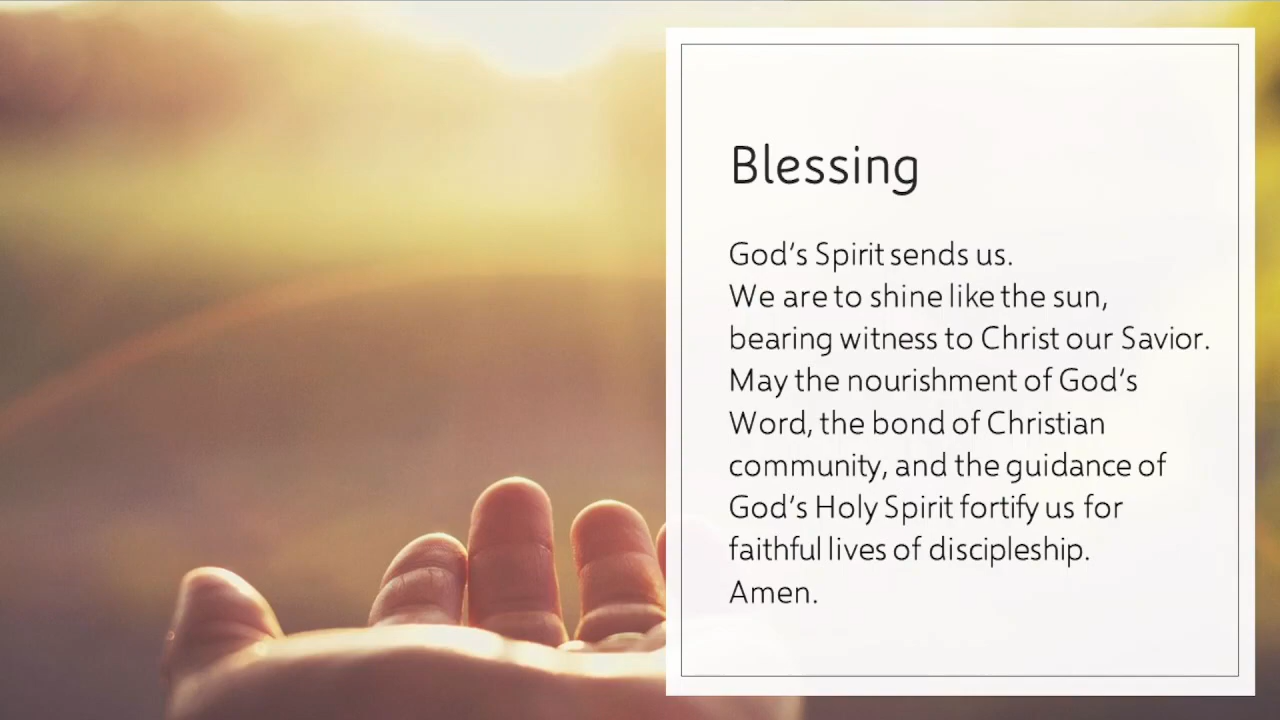 Blessing
God's Spirit sends us.
We are to shine like the sun,
bearing witness to Christ our Savior.
May the nourishment of God's
Word, the bond of Christian
community, and the guidance of
God's Holy Spirit fortify us for
faithful lives of discipleship.
Amen.